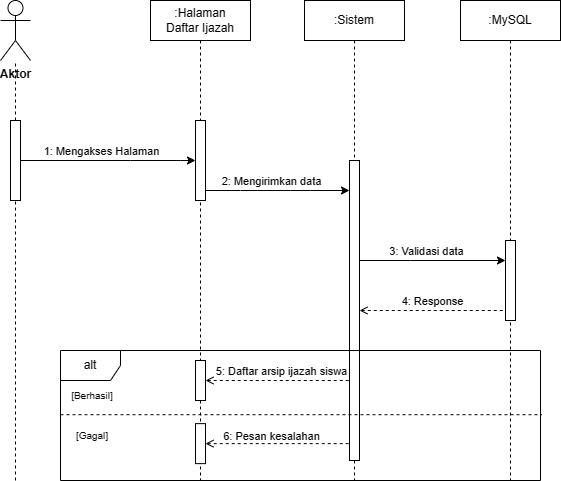 :Halaman
Daftar Ijazah
:Sistem
:MySQL
Aktor
1: Mengakses Halaman
2: Mengirimkan data
3: Validasi data
4: Response
alt
5: Daftar arsip ijazah siswa
[Berhasil]
[Gagal]
6: Pesan kesalahan